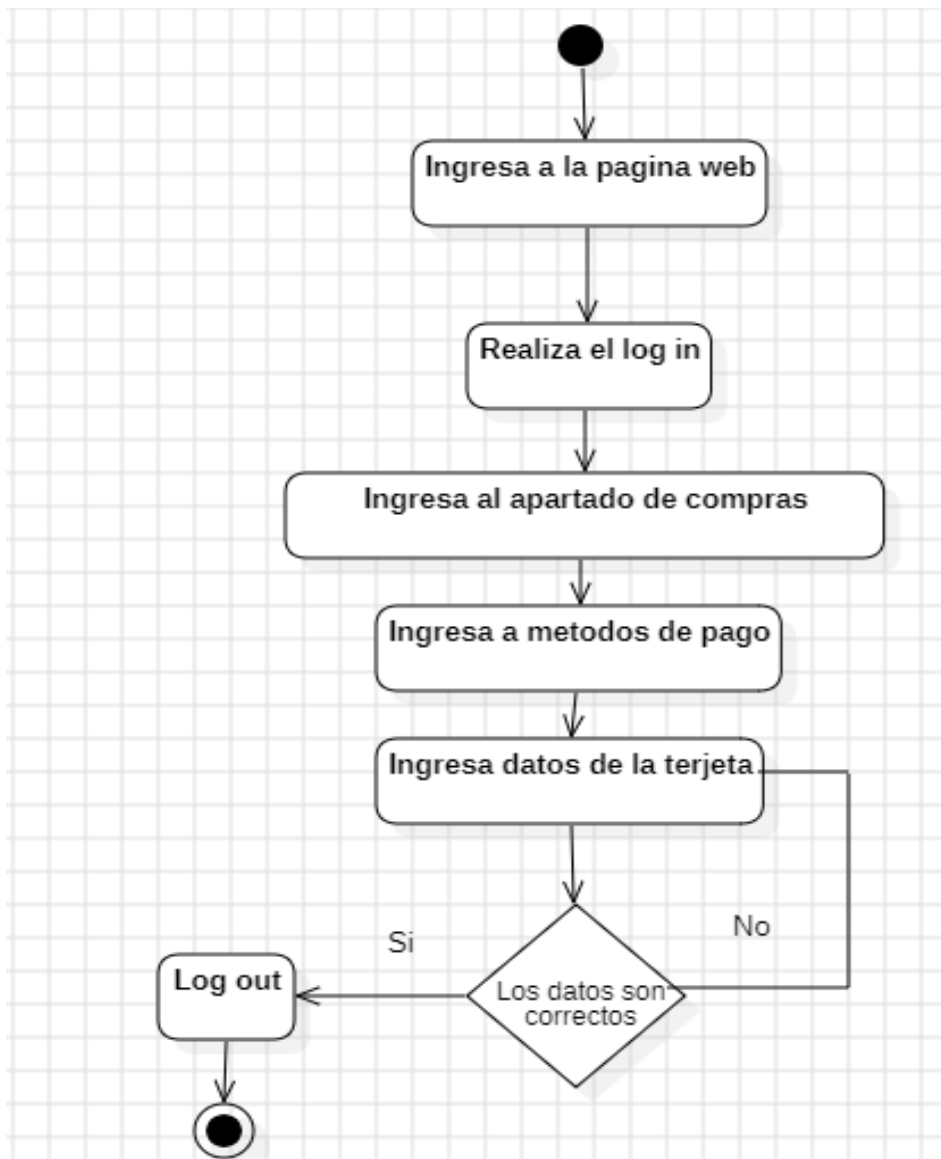 Ingresa a la pagina web
Realiza el log in
Ingresa al apartado de compras
Ingresa a metodos de pago
Ingresa datos de la terjeta
No
Si
Log out
Los datos son
correctos